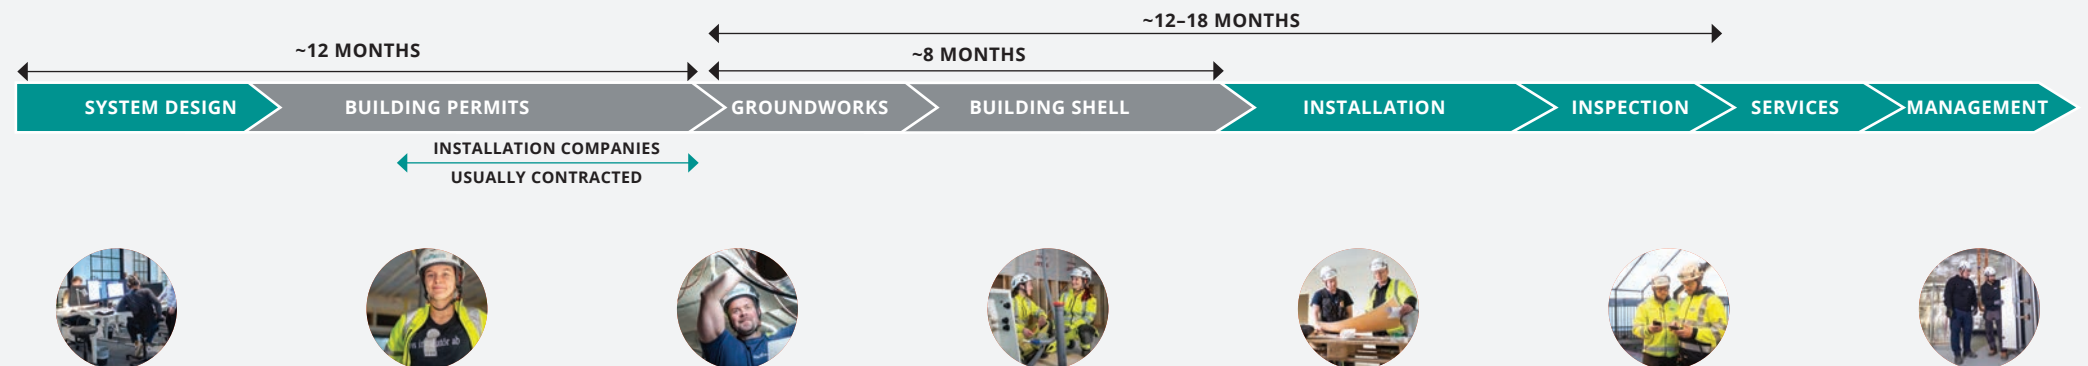 ~12–18 MONTHS
~12 MONTHS
~8 MONTHS
SYSTEM DESIGN
BUILDING PERMITS
GROUNDWORKS
BUILDING SHELL
INSTALLATION
INSPECTION
SERVICES
MANAGEMENT
INSTALLATION COMPANIES
USUALLY CONTRACTED